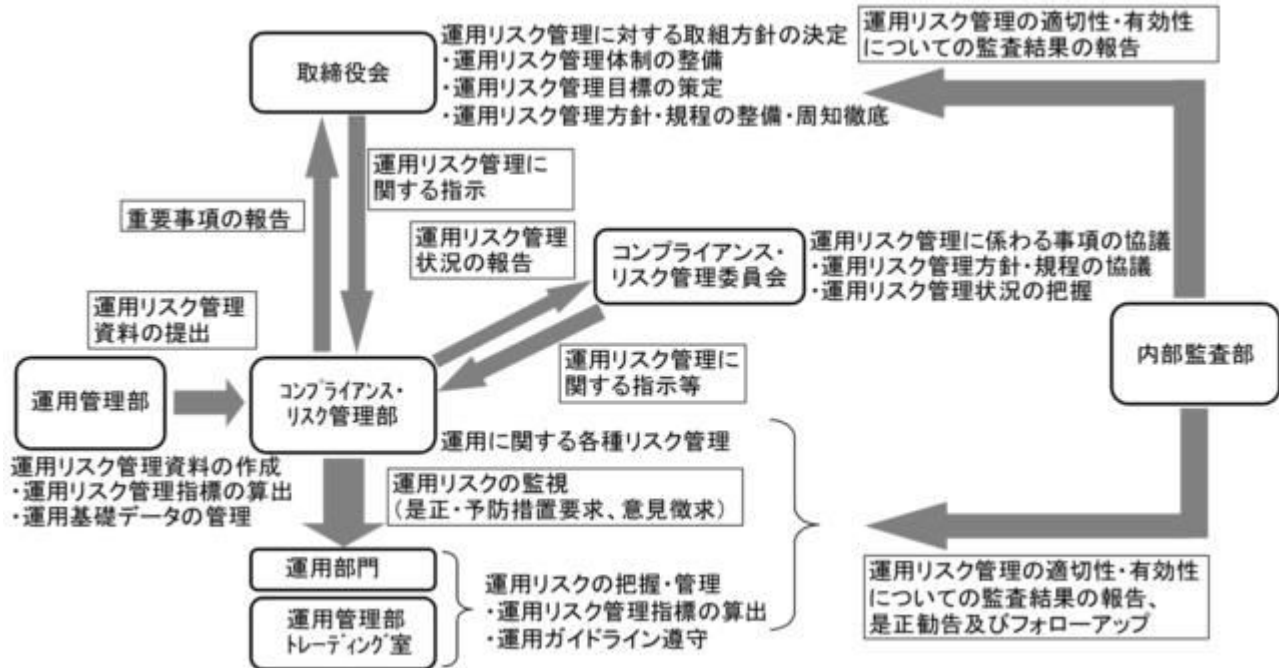 取締役会
運用リスク管理に対する取組方針の決定
・運用リスク管理体制の整備
・運用リスク管理目標の策定
・運用リスク管理方針・規程の整備・周知徹底
運用リスク管理の適切性・有効性
についての監査結果の報告
運用リスク管理に
関する指示
重要事項の報告
運用リスク管理
状況の報告
コンプライアンス・
リスク管理委員会
運用リスク管理に係わる事項の協議
・運用リスク管理方針・規程の協議
・運用リスク管理状況の把握
運用リスク管理
資料の提出
運用リスク管理に
関する指示等
内部監査部
運用管理部
コンプライアンス・
リスク管理部
運用に関する各種リスク管理
運用リスク管理資料の作成
・運用リスク管理指標の算出
・運用基礎データの管理
運用リスクの監視
(是正・予防措置要求、意見徴求)
運用部門
運用管理部
トレーディング室
運用リスクの把握・管理
・運用リスク管理指標の算出
・運用ガイドライン遵守
運用リスク管理の適切性・有効性
についての監査結果の報告、
是正勧告及びフォローアップ